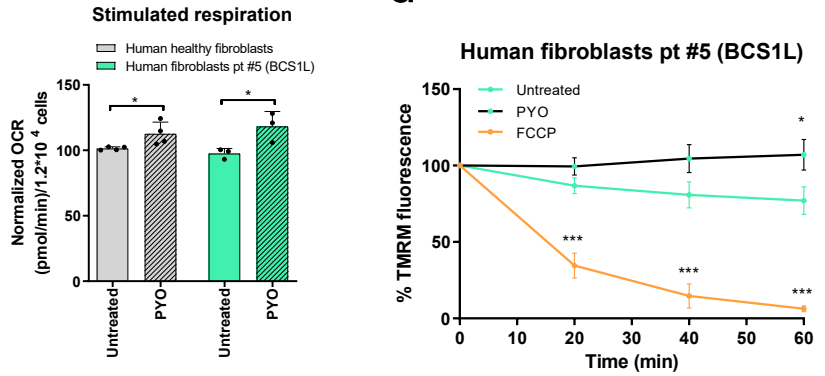 Stimulated respiration
Human healthy fibroblasts
Human fibroblasts pt #5 (BCS1L)
Normalized OCR
(pmol/min)/1.2*10 4 cells
150
100
50
0
*
*
Untreated
PYO
Untreated
PYO
Human fibroblasts pt #5 (BCS1L)
Untreated
PYO
FCCP
% TMRM fluorescence
150
100
50
0
*
***
***
***
0 10 20 30 40 50 60
Time (min)